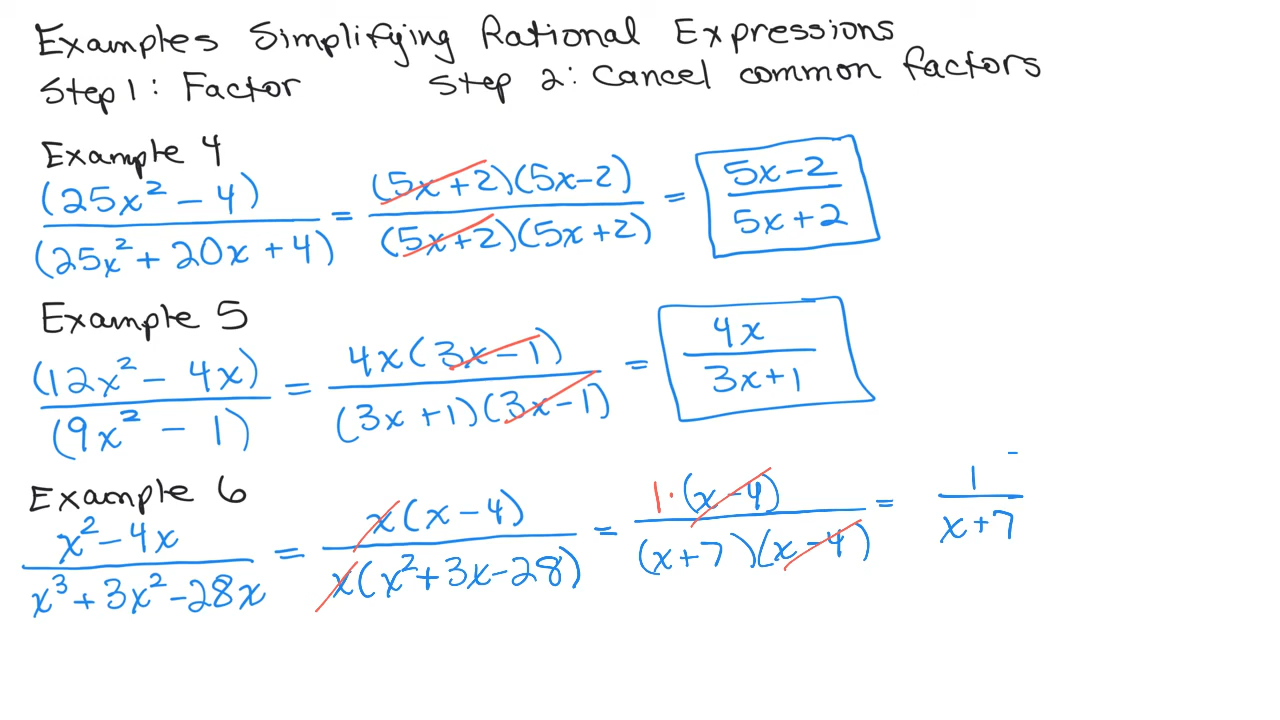 Examples Simplifying Rational Expressions
Step 1: Factor Step 2: Cancel common factors
Example 4
(25x² - 4) / (25x² + 20x + 4) = (5x+2)(5x-2) / (5x+2)(5x+2) = 5x-2 / 5x+2
Example 5
(12x² - 4x) / (9x² - 1) = 4x(3x-1) / (3x+1)(3x-1) = 4x / 3x+1
Example 6
x² - 4x / x³ + 3x² - 28x = x(x-4) / x(x²+3x-28) = 1·(x-4) / (x+7)(x-4) = 1 / x+7